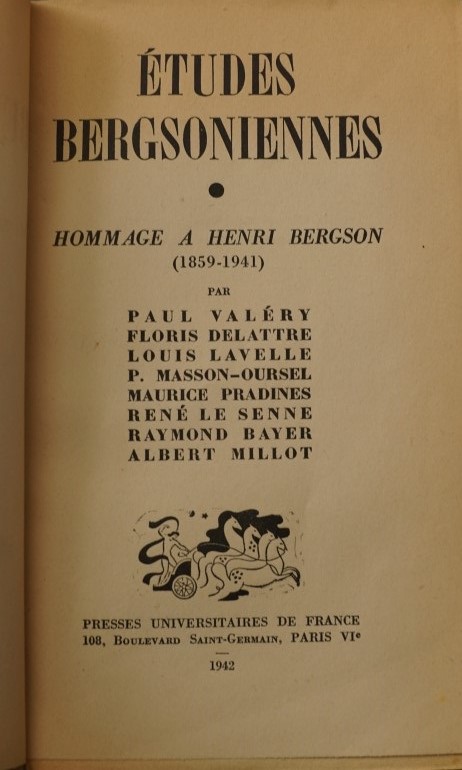 ÉTUDES
BERGSONIENNES
●
HOMMAGE A HENRI BERGSON
(1859-1941)
PAR
PAUL VALÉRY
FLORIS DELATTRE
LOUIS LAVELLE
P. MASSON-OURSEL
MAURICE PRADINES
RENÉ LE SENNE
RAYMOND BAYER
ALBERT MILLOT
PRESSES UNIVERSITAIRES DE FRANCE
108, BOULEVARD SAINT-GERMAIN, PARIS VIᵉ
—
1942